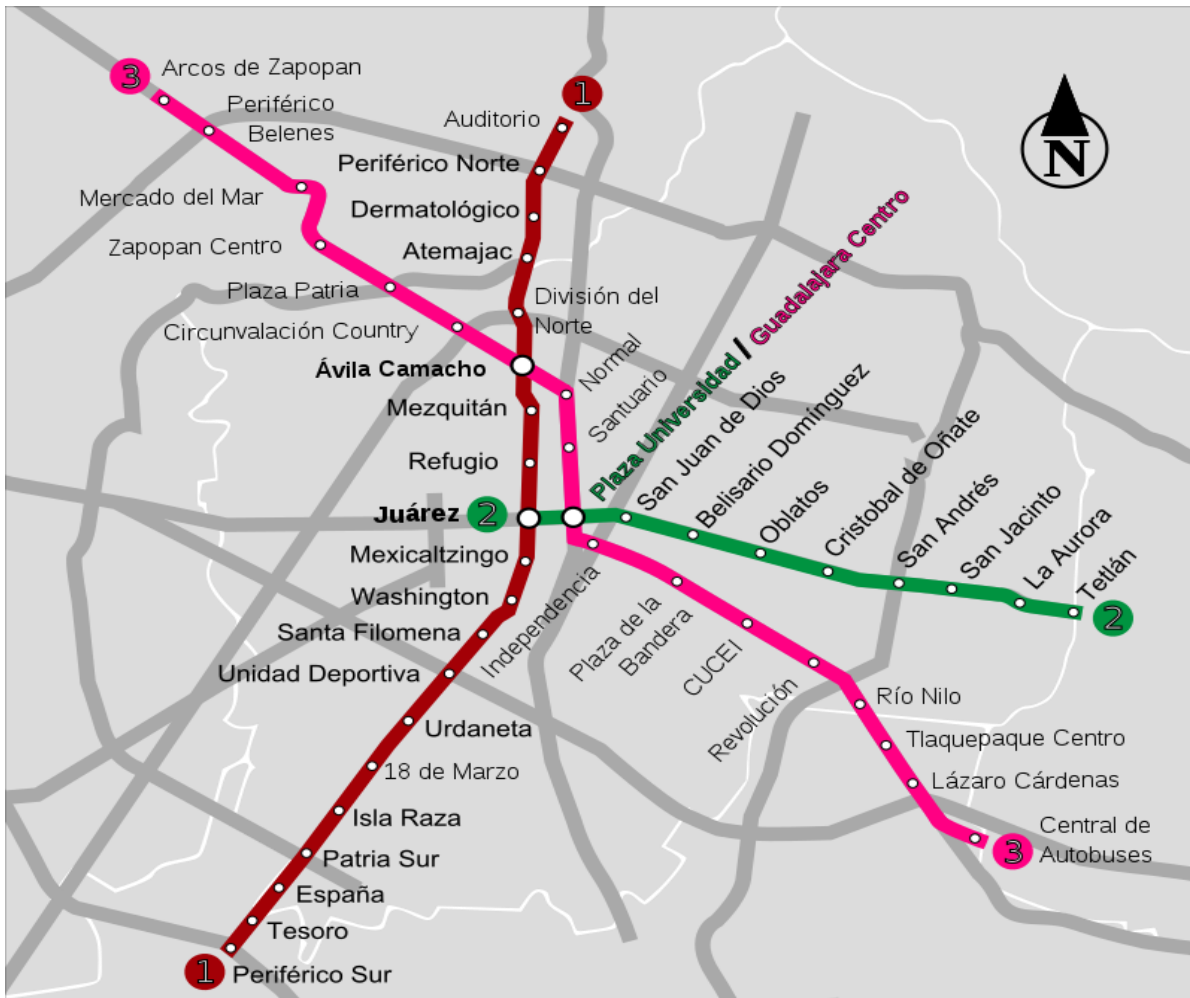 3
Arcos de Zapopan
1
Periférico
Belenes
Auditorio
Periférico Norte
N
Mercado del Mar
Dermatológico
Zapopan Centro
Atemajac
Plaza Patria
División del
Norte
Circunvalación Country
Ávila Camacho
Normal
Santuario
Plaza Universidad / Guadalajara Centro
Mezquitán
Refugio
Juárez
2
San Juan de Dios
Belisario Domínguez
Oblatos
Cristobal de Oñate
San Andrés
San Jacinto
La Aurora
Tetlán
2
Mexicaltzingo
Washington
Santa Filomena
Independencia
Plaza de la
Bandera
CUCEI
Revolución
Unidad Deportiva
Río Nilo
Urdaneta
Tlaquepaque Centro
18 de Marzo
Lázaro Cárdenas
Isla Raza
Central de
Autobuses
3
Patria Sur
España
Tesoro
1
Periférico Sur